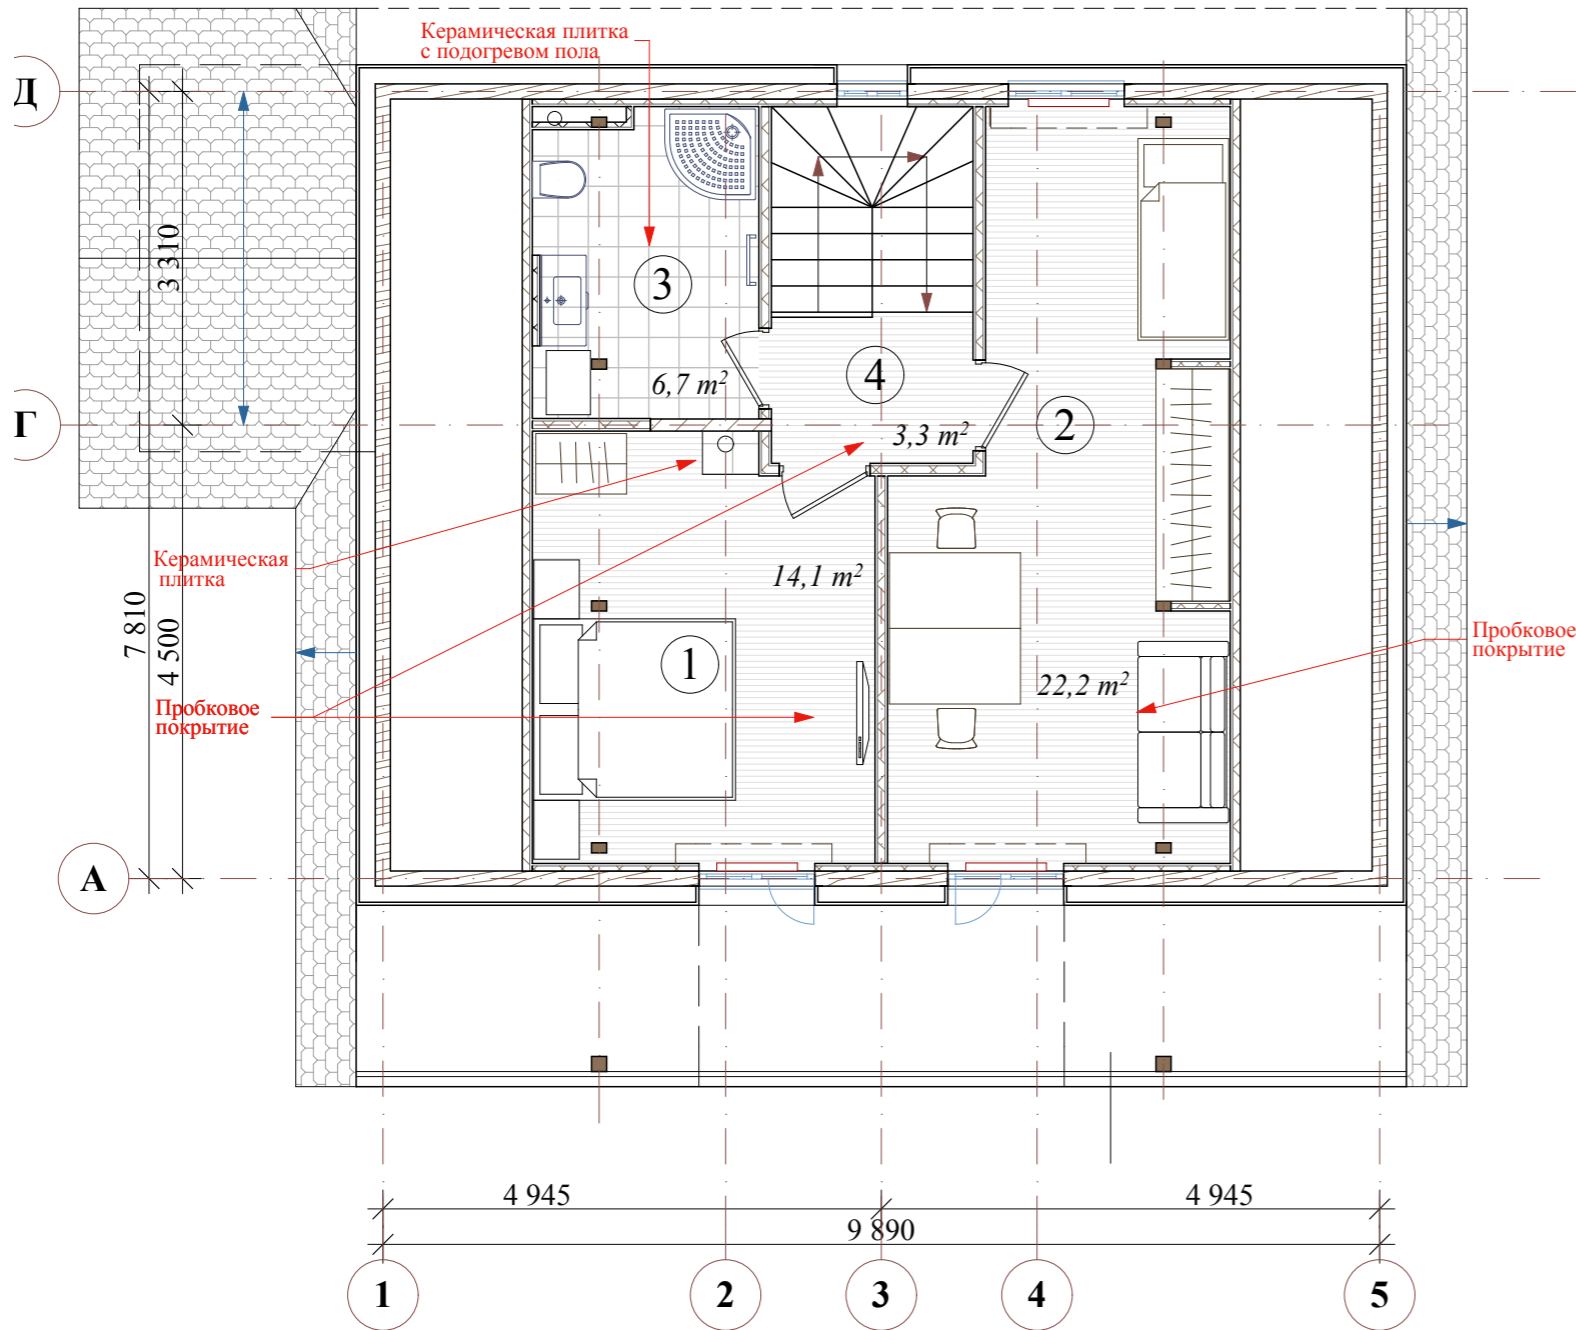 Керамическая плитка
с подогревом пола
Д
3 310
3
4
6,7 m²
3,3 m²
2
Г
Керамическая
плитка
14,1 m²
7 810
4 500
1
22,2 m²
Пробковое
покрытие
Пробковое
покрытие
А
4 945
4 945
9 890
1
2
3
4
5